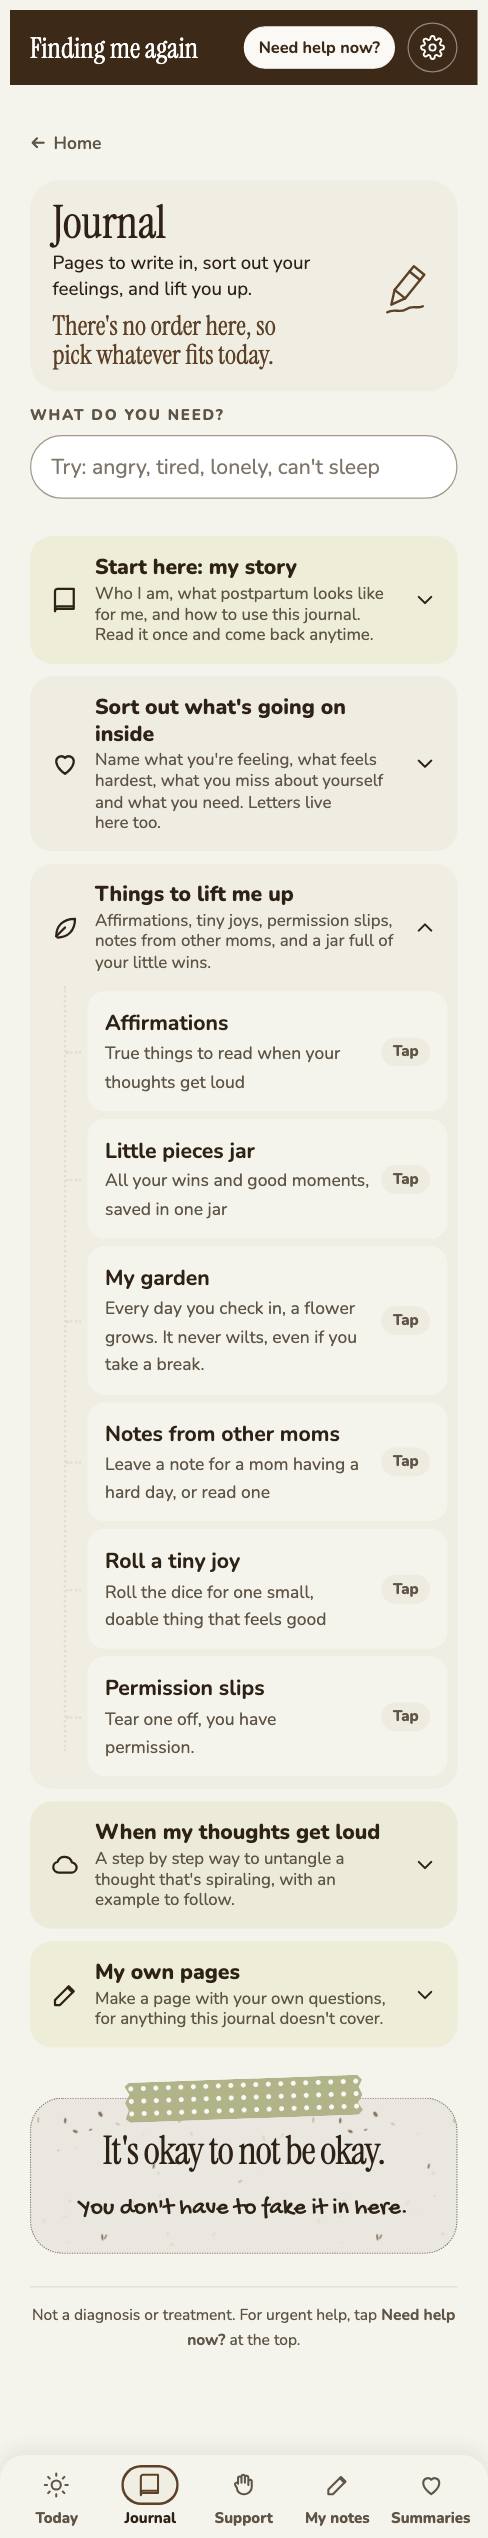 Finding me again
Need help now?
← Home
Journal
Pages to write in, sort out your
feelings, and lift you up.
There's no order here, so
pick whatever fits today.
WHAT DO YOU NEED?
Try: angry, tired, lonely, can't sleep
Start here: my story
Who I am, what postpartum looks like
for me, and how to use this journal.
Read it once and come back anytime.
Sort out what's going on
inside
Name what you're feeling, what feels
hardest, what you miss about yourself
and what you need. Letters live
here too.
Things to lift me up
Affirmations, tiny joys, permission slips,
notes from other moms, and a jar full of
your little wins.
Affirmations
True things to read when your
thoughts get loud
Tap
Little pieces jar
All your wins and good moments,
saved in one jar
Tap
My garden
Every day you check in, a flower
grows. It never wilts, even if you
take a break.
Tap
Notes from other moms
Leave a note for a mom having a
hard day, or read one
Tap
Roll a tiny joy
Roll the dice for one small,
doable thing that feels good
Tap
Permission slips
Tear one off, you have
permission.
Tap
When my thoughts get loud
A step by step way to untangle a
thought that's spiraling, with an
example to follow.
My own pages
Make a page with your own questions,
for anything this journal doesn't cover.
It's okay to not be okay.
You don't have to fake it in here.
Not a diagnosis or treatment. For urgent help, tap Need help
now? at the top.
Today
Journal
Support
My notes
Summaries